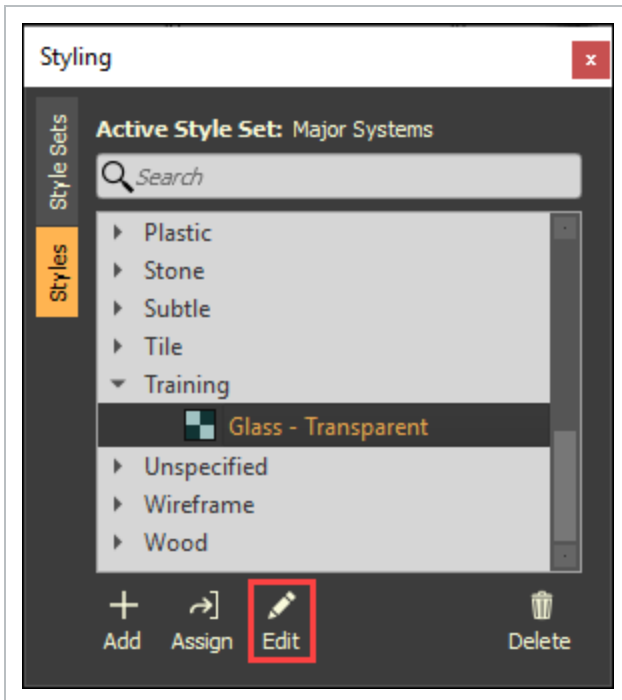 Styling
x
Style Sets
Styles
Active Style Set: Major Systems
Search
Plastic
Stone
Subtle
Tile
Training
Glass - Transparent
Unspecified
Wireframe
Wood
Add Assign Edit Delete